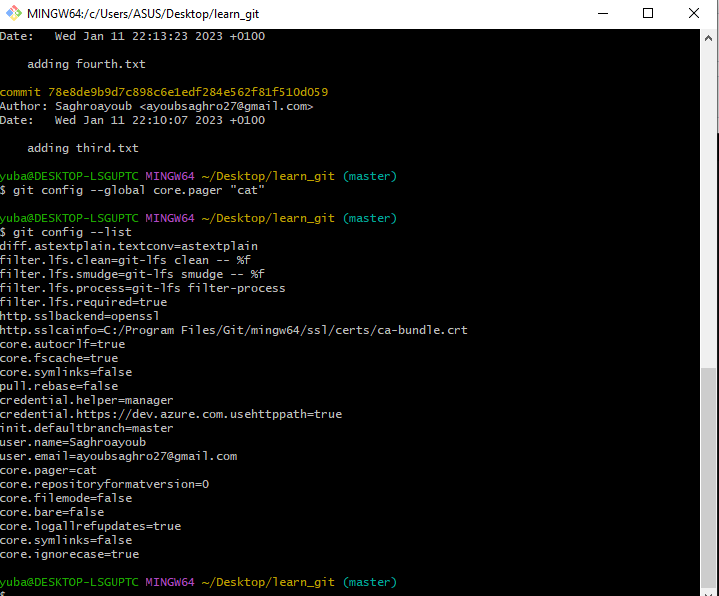 MINGW64:/c/Users/ASUS/Desktop/learn_git
Date:   Wed Jan 11 22:13:23 2023 +0100
    adding fourth.txt
commit 78e8de9b9d7c898c6e1edf284e562f81f510d059
Author: Saghroayoub <ayoubsaghro27@gmail.com>
Date:   Wed Jan 11 22:10:07 2023 +0100
    adding third.txt
yuba@DESKTOP-LSGUPTC MINGW64 ~/Desktop/learn_git (master)
$ git config --global core.pager "cat"
yuba@DESKTOP-LSGUPTC MINGW64 ~/Desktop/learn_git (master)
$ git config --list
diff.astextplain.textconv=astextplain
filter.lfs.clean=git-lfs clean -- %f
filter.lfs.smudge=git-lfs smudge -- %f
filter.lfs.process=git-lfs filter-process
filter.lfs.required=true
http.sslbackend=openssl
http.sslcainfo=C:/Program Files/Git/mingw64/ssl/certs/ca-bundle.crt
core.autocrlf=true
core.fscache=true
core.symlinks=false
pull.rebase=false
credential.helper=manager
credential.https://dev.azure.com.usehttppath=true
init.defaultbranch=master
user.name=Saghroayoub
user.email=ayoubsaghro27@gmail.com
core.pager=cat
core.repositoryformatversion=0
core.filemode=false
core.bare=false
core.logallrefupdates=true
core.symlinks=false
core.ignorecase=true
yuba@DESKTOP-LSGUPTC MINGW64 ~/Desktop/learn_git (master)
$